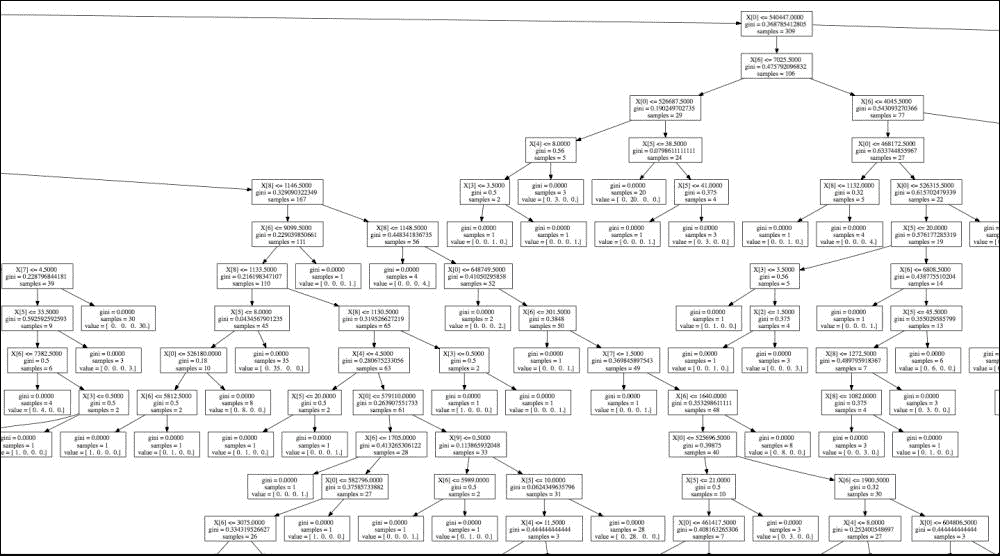 X[0] <= 540447.0000
gini = 0.368785412805
samples = 309
X[6] <= 7025.5000
gini = 0.475792096832
samples = 106
X[0] <= 526687.5000
gini = 0.190249702735
samples = 29
X[6] <= 4045.5000
gini = 0.543093270366
samples = 77
X[4] <= 8.0000
gini = 0.56
samples = 5
X[5] <= 38.5000
gini = 0.0798611111111
samples = 24
X[0] <= 468172.5000
gini = 0.633744855967
samples = 27
X[8] <= 1146.5000
gini = 0.329090322349
samples = 167
X[3] <= 3.5000
gini = 0.5
samples = 2
gini = 0.0000
samples = 3
value = [ 0. 3. 0. 0.]
gini = 0.0000
samples = 20
value = [ 0. 20. 0. 0.]
X[5] <= 41.0000
gini = 0.375
samples = 4
X[8] <= 1132.0000
gini = 0.32
samples = 5
X[0] <= 526315.5000
gini = 0.615702479339
samples = 22
X[6] <= 9099.5000
gini = 0.229039850661
samples = 111
X[8] <= 1148.5000
gini = 0.448341836735
samples = 56
gini = 0.0000
samples = 1
value = [ 0. 0. 1. 0.]
gini = 0.0000
samples = 1
value = [ 0. 0. 0. 1.]
gini = 0.0000
samples = 1
value = [ 0. 0. 0. 1.]
gini = 0.0000
samples = 3
value = [ 0. 3. 0. 0.]
gini = 0.0000
samples = 1
value = [ 0. 0. 1. 0.]
gini = 0.0000
samples = 4
value = [ 0. 0. 0. 4.]
X[5] <= 20.0000
gini = 0.576177285319
samples = 19
X[7] <= 4.5000
gini = 0.228796844181
samples = 39
X[8] <= 1133.5000
gini = 0.216198347107
samples = 110
gini = 0.0000
samples = 1
value = [ 0. 0. 0. 1.]
gini = 0.0000
samples = 4
value = [ 0. 0. 0. 4.]
X[0] <= 648749.5000
gini = 0.41050295858
samples = 52
X[3] <= 3.5000
gini = 0.56
samples = 5
X[6] <= 6808.5000
gini = 0.438775510204
samples = 14
X[5] <= 35.5000
gini = 0.592592592593
samples = 9
gini = 0.0000
samples = 30
value = [ 0. 0. 0. 30.]
X[5] <= 8.0000
gini = 0.0434567901235
samples = 45
X[8] <= 1130.5000
gini = 0.319526627219
samples = 65
gini = 0.0000
samples = 2
value = [ 0. 0. 0. 2.]
X[6] <= 301.5000
gini = 0.3848
samples = 50
gini = 0.0000
samples = 1
value = [ 0. 1. 0. 0.]
X[2] <= 1.5000
gini = 0.375
samples = 4
gini = 0.0000
samples = 1
value = [ 0. 0. 0. 1.]
X[5] <= 45.5000
gini = 0.355029585799
samples = 13
X[6] <= 7382.5000
gini = 0.5
samples = 6
gini = 0.0000
samples = 3
value = [ 0. 0. 0. 3.]
X[0] <= 526180.0000
gini = 0.18
samples = 10
gini = 0.0000
samples = 35
value = [ 0. 35. 0. 0.]
X[4] <= 4.5000
gini = 0.280675233056
samples = 63
X[3] <= 0.5000
gini = 0.5
samples = 2
gini = 0.0000
samples = 1
value = [ 0. 0. 0. 1.]
X[7] <= 1.5000
gini = 0.369845897543
samples = 49
gini = 0.0000
samples = 1
value = [ 0. 0. 1. 0.]
gini = 0.0000
samples = 3
value = [ 0. 0. 0. 3.]
X[8] <= 1272.5000
gini = 0.489795918367
samples = 7
gini = 0.0000
samples = 6
value = [ 0. 6. 0. 0.]
gini = 0.0000
samples = 4
value = [ 0. 4. 0. 0.]
X[3] <= 0.5000
gini = 0.5
samples = 2
X[6] <= 5812.5000
gini = 0.5
samples = 2
gini = 0.0000
samples = 8
value = [ 0. 8. 0. 0.]
X[5] <= 20.0000
gini = 0.5
samples = 2
X[0] <= 579110.0000
gini = 0.263907551733
samples = 61
gini = 0.0000
samples = 1
value = [ 1. 0. 0. 0.]
gini = 0.0000
samples = 1
value = [ 0. 0. 0. 1.]
gini = 0.0000
samples = 1
value = [ 0. 0. 0. 1.]
X[6] <= 1640.0000
gini = 0.353298611111
samples = 48
X[8] <= 1082.0000
gini = 0.375
samples = 4
gini = 0.0000
samples = 3
value = [ 0. 3. 0. 0.]
gini = 0.0000
samples = 1
gini = 0.0000
samples = 1
value = [ 1. 0. 0. 0.]
gini = 0.0000
samples = 1
value = [ 0. 1. 0. 0.]
gini = 0.0000
samples = 1
value = [ 0. 1. 0. 0.]
gini = 0.0000
samples = 1
value = [ 0. 0. 0. 1.]
X[6] <= 1705.0000
gini = 0.413265306122
samples = 28
X[9] <= 0.5000
gini = 0.113865932048
samples = 33
X[0] <= 525696.5000
gini = 0.39875
samples = 40
gini = 0.0000
samples = 8
value = [ 0. 8. 0. 0.]
gini = 0.0000
samples = 3
value = [ 0. 0. 3. 0.]
gini = 0.0000
samples = 1
value = [ 0. 1. 0. 0.]
gini = 0.0000
samples = 1
value = [ 0. 0. 0. 1.]
X[0] <= 582796.0000
gini = 0.37585733882
samples = 27
X[6] <= 5989.0000
gini = 0.5
samples = 2
X[5] <= 10.0000
gini = 0.0624349635796
samples = 31
X[5] <= 21.0000
gini = 0.5
samples = 10
X[6] <= 1900.5000
gini = 0.32
samples = 30
X[6] <= 3075.0000
gini = 0.334319526627
samples = 26
gini = 0.0000
samples = 1
value = [ 1. 0. 0. 0.]
gini = 0.0000
samples = 1
value = [ 0. 0. 0. 1.]
gini = 0.0000
samples = 1
value = [ 0. 1. 0. 0.]
X[4] <= 11.5000
gini = 0.444444444444
samples = 3
gini = 0.0000
samples = 28
value = [ 0. 28. 0. 0.]
X[0] <= 461417.5000
gini = 0.408163265306
samples = 7
gini = 0.0000
samples = 3
value = [ 0. 3. 0. 0.]
X[4] <= 8.0000
gini = 0.252400548697
samples = 27
X[0] <= 604806.5000
gini = 0.444444444444
samples = 3